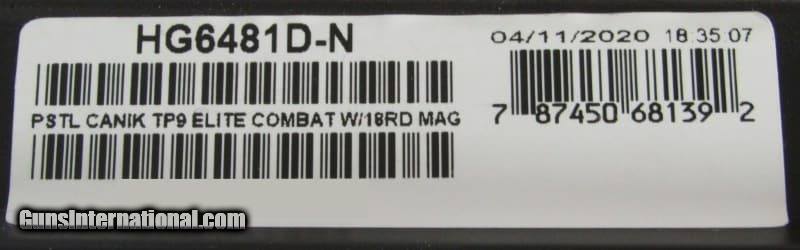 HG6481D-N
04/11/2020 18:35:07
PSTL CANIK TP9 ELITE COMBAT W/18RD MAG
7 87450 68139 2
GunsInternational.com